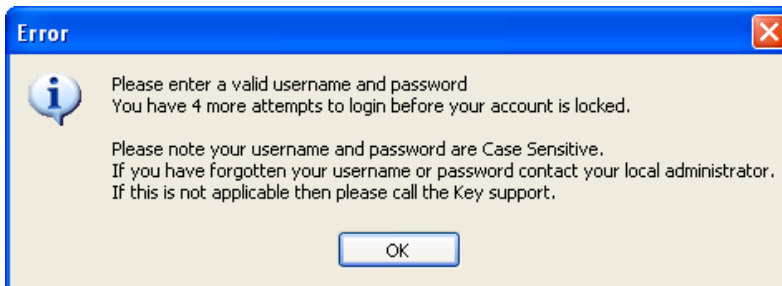 Error
Please enter a valid username and password
You have 4 more attempts to login before your account is locked.
Please note your username and password are Case Sensitive.
If you have forgotten your username or password contact your local administrator.
If this is not applicable then please call the Key support.
OK